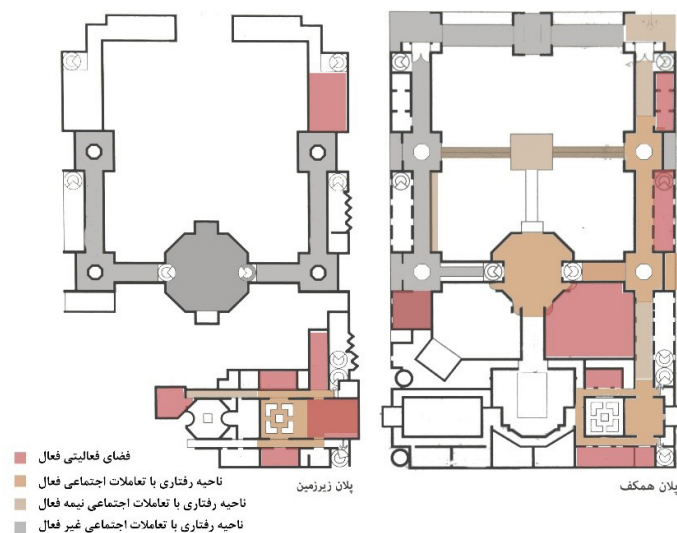 پلان همکف
پلان زیرزمین
فضای فعالیتی فعال
ناحیه رفتاری با تعاملات اجتماعی فعال
ناحیه رفتاری با تعاملات اجتماعی نیمه فعال
ناحیه رفتاری با تعاملات اجتماعی غیر فعال